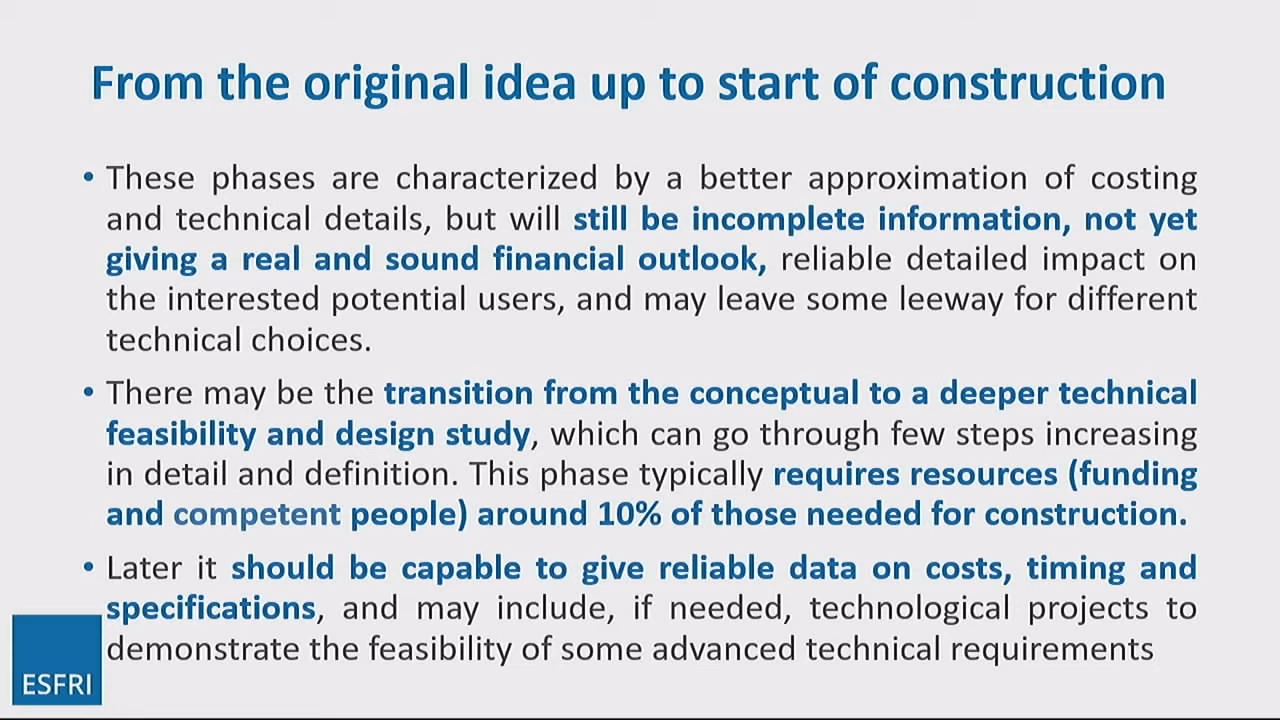 From the original idea up to start of construction
• These phases are characterized by a better approximation of costing
and technical details, but will still be incomplete information, not yet
giving a real and sound financial outlook, reliable detailed impact on
the interested potential users, and may leave some leeway for different
technical choices.
• There may be the transition from the conceptual to a deeper technical
feasibility and design study, which can go through few steps increasing
in detail and definition. This phase typically requires resources (funding
and competent people) around 10% of those needed for construction.
• Later it should be capable to give reliable data on costs, timing and
specifications, and may include, if needed, technological projects to
demonstrate the feasibility of some advanced technical requirements
ESFRI